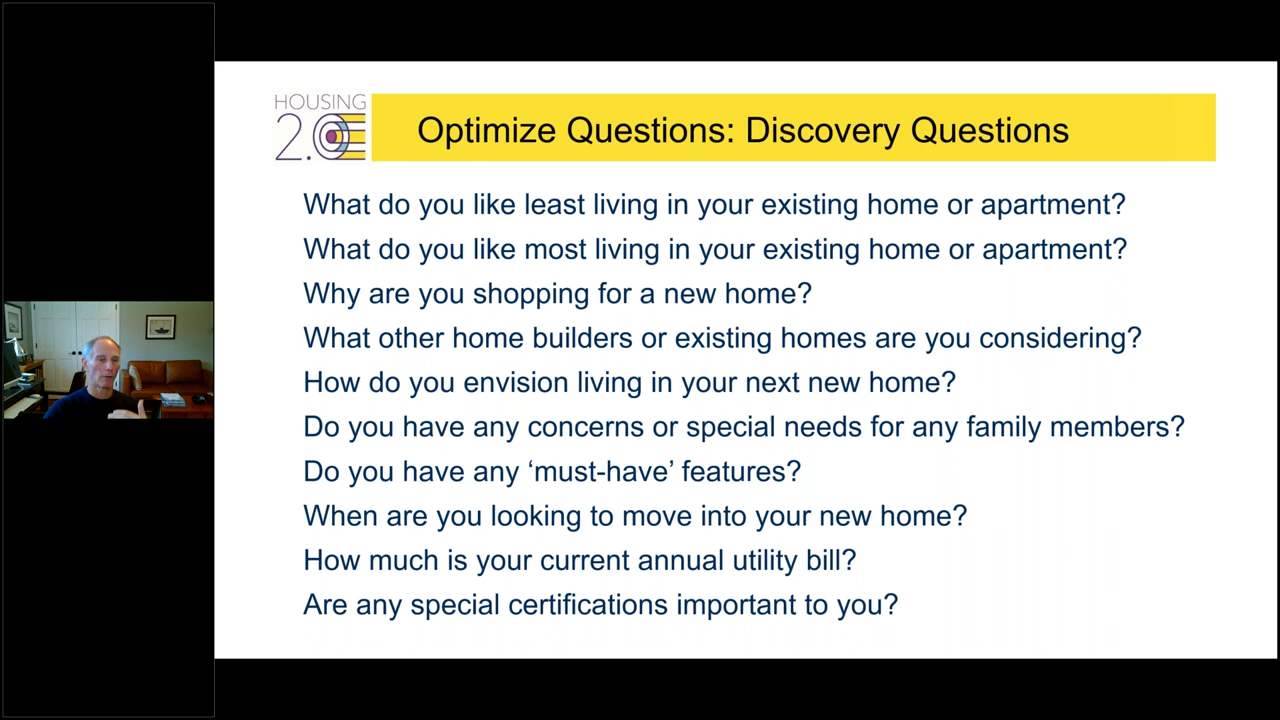 HOUSING
2.0
Optimize Questions: Discovery Questions
What do you like least living in your existing home or apartment?
What do you like most living in your existing home or apartment?
Why are you shopping for a new home?
What other home builders or existing homes are you considering?
How do you envision living in your next new home?
Do you have any concerns or special needs for any family members?
Do you have any ‘must-have’ features?
When are you looking to move into your new home?
How much is your current annual utility bill?
Are any special certifications important to you?